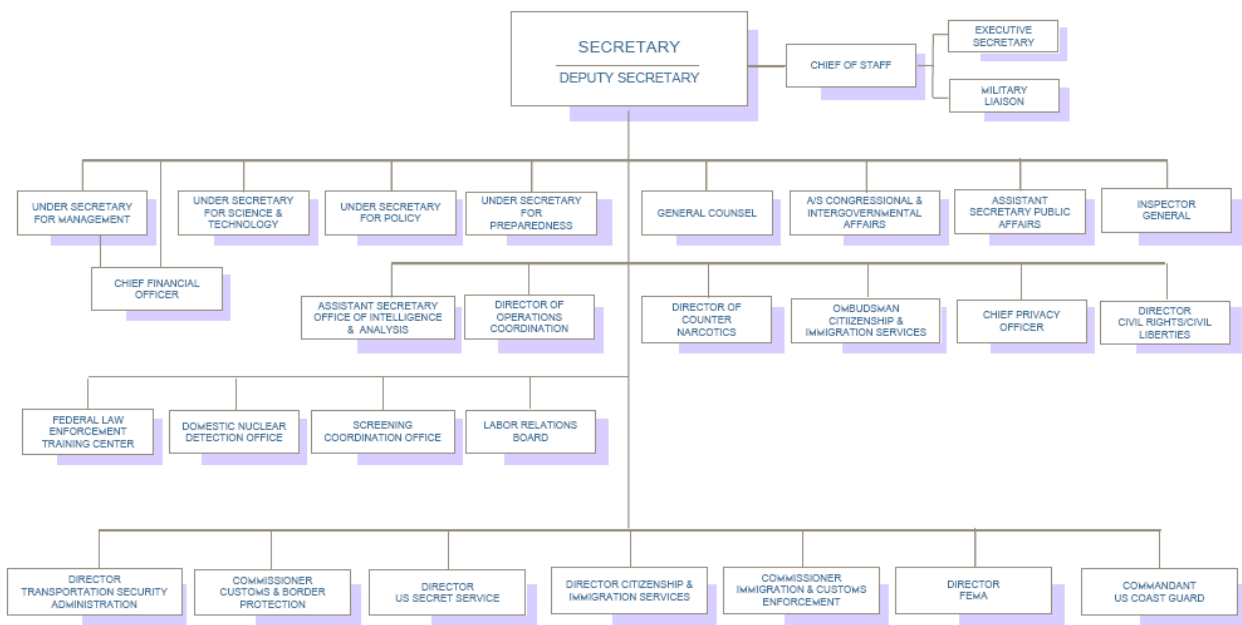 SECRETARY
DEPUTY SECRETARY
CHIEF OF STAFF
EXECUTIVE
SECRETARY
MILITARY
LIAISON
UNDER SECRETARY
FOR MANAGEMENT
UNDER SECRETARY
FOR SCIENCE &
TECHNOLOGY
UNDER SECRETARY
FOR POLICY
UNDER SECRETARY
FOR
PREPAREDNESS
GENERAL COUNSEL
A/S CONGRESSIONAL &
INTERGOVERNMENTAL
AFFAIRS
ASSISTANT
SECRETARY PUBLIC
AFFAIRS
INSPECTOR
GENERAL
CHIEF FINANCIAL
OFFICER
ASSISTANT SECRETARY
OFFICE OF INTELLIGENCE
& ANALYSIS
DIRECTOR OF
OPERATIONS
COORDINATION
DIRECTOR OF
COUNTER
NARCOTICS
OMBUDSMAN
CITIIZENSHIP &
IMMIGRATION SERVICES
CHIEF PRIVACY
OFFICER
DIRECTOR
CIVIL RIGHTS/CIVIL
LIBERTIES
FEDERAL LAW
ENFORCEMENT
TRAINING CENTER
DOMESTIC NUCLEAR
DETECTION OFFICE
SCREENING
COORDINATION OFFICE
LABOR RELATIONS
BOARD
DIRECTOR
TRANSPORTATION SECURITY
ADMINISTRATION
COMMISSIONER
CUSTOMS & BORDER
PROTECTION
DIRECTOR
US SECRET SERVICE
DIRECTOR CITIZENSHIP &
IMMIGRATION SERVICES
COMMISSIONER
IMMIGRATION & CUSTOMS
ENFORCEMENT
DIRECTOR
FEMA
COMMANDANT
US COAST GUARD